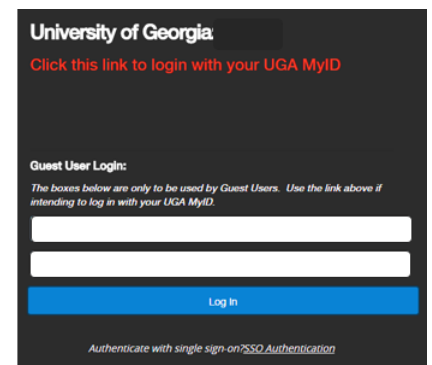 University of Georgia:
Click this link to login with your UGA MyID
Guest User Login:
The boxes below are only to be used by Guest Users. Use the link above if
intending to log in with your UGA MyID.
Log In
Authenticate with single sign-on?SSO Authentication